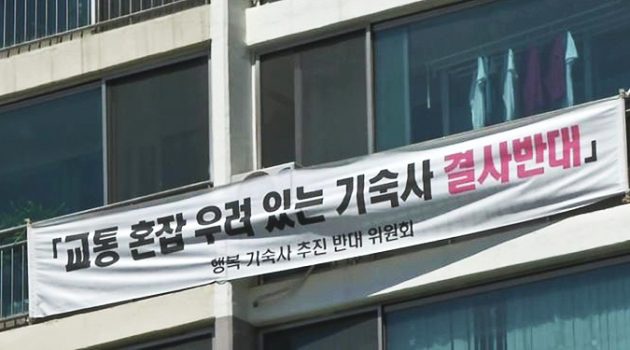 「교통 혼잡 우려 있는 기숙사 결사반대」
행복 기숙사 추진 반대 위원회